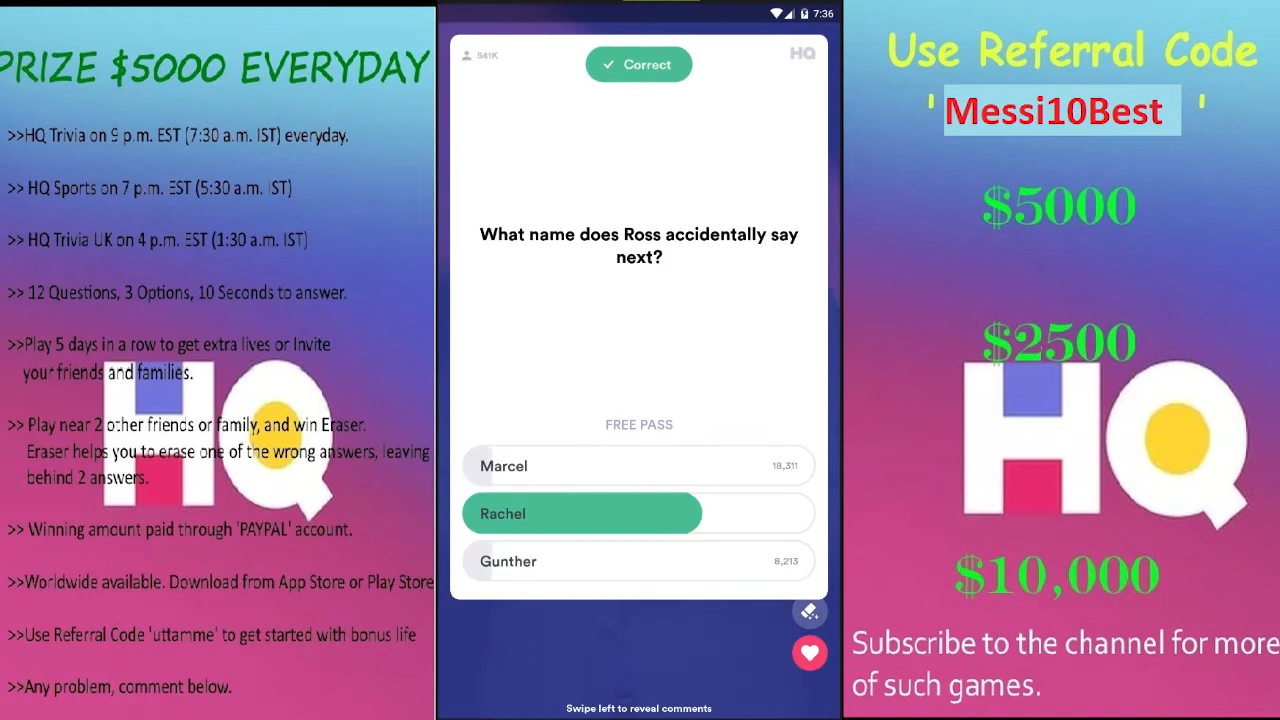 PRIZE $5000 EVERYDAY
>>HQ Trivia on 9 p.m. EST (7:30 a.m. IST) everyday.
>> HQ Sports on 7 p.m. EST (5:30 a.m. IST)
>> HQ Trivia UK on 4 p.m. EST (1:30 a.m. IST)
>> 12 Questions, 3 Options, 10 Seconds to answer.
>>Play 5 days in a row to get extra lives or Invite
your friends and families.
>> Play near 2 other friends or family, and win Eraser.
Eraser helps you to erase one of the wrong answers, leaving
behind 2 answers.
>> Winning amount paid through 'PAYPAL' account.
>>Worldwide available. Download from App Store or Play Store
>>Use Referral Code 'uttamme' to get started with bonus life
>>Any problem, comment below.
HQ
7:36
541K
✓ Correct
HQ
What name does Ross accidentally say
next?
FREE PASS
Marcel 18,311
Rachel
Gunther 8,213
Swipe left to reveal comments
Use Referral Code
' Messi10Best '
$5000
$2500
HQ
$10,000
Subscribe to the channel for more
of such games.